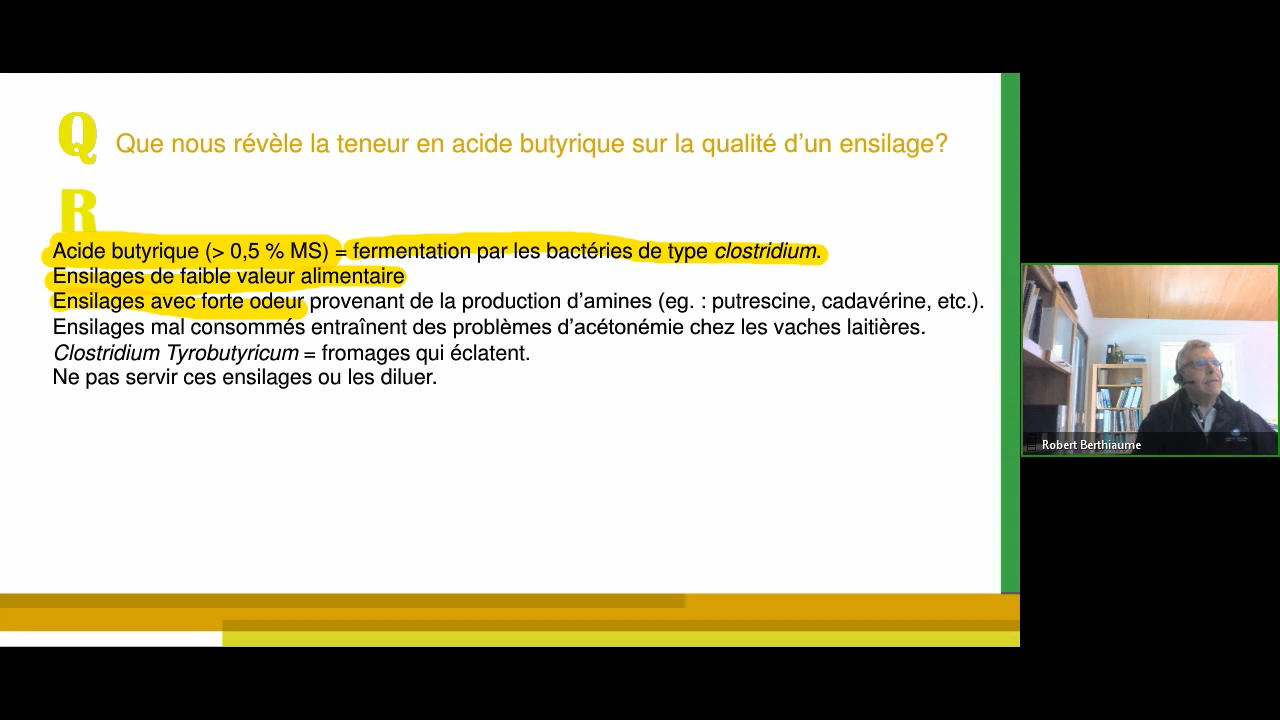 Q
Que nous révèle la teneur en acide butyrique sur la qualité d'un ensilage?
R
Acide butyrique (> 0,5 % MS) = fermentation par les bactéries de type clostridium.
Ensilages de faible valeur alimentaire
Ensilages avec forte odeur provenant de la production d'amines (eg. : putrescine, cadavérine, etc.).
Ensilages mal consommés entraînent des problèmes d'acétonémie chez les vaches laitières.
Clostridium Tyrobutyricum = fromages qui éclatent.
Ne pas servir ces ensilages ou les diluer.
Robert Berthiaume